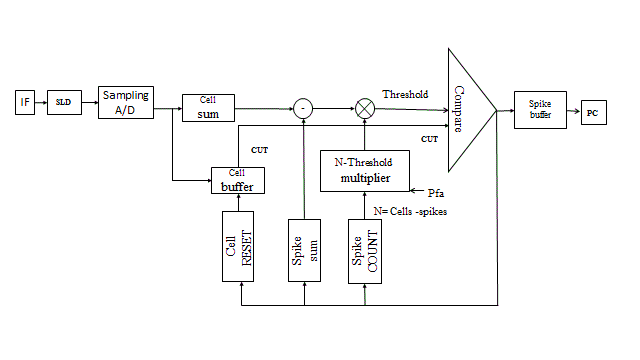 IF
SLD
Sampling
A/D
Cell
sum
-
Threshold
Compare
Spike
buffer
PC
CUT
CUT
Cell
buffer
N-Threshold
multiplier
Pfa
N= Cells -spikes
Cell
RESET
Spike
sum
Spike
COUNT